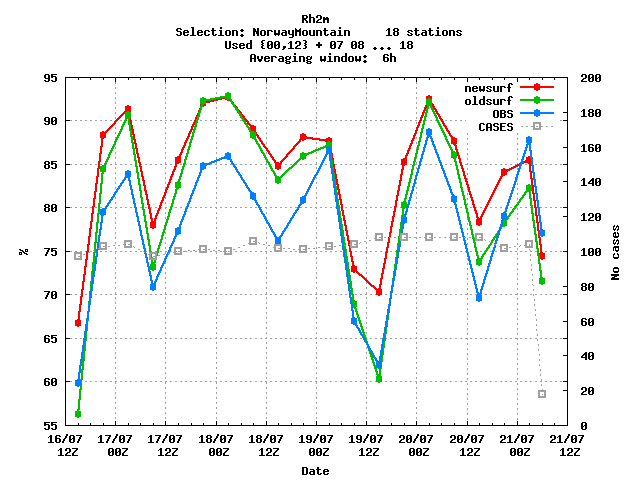 Rh2m
Selection: NorwayMountain     18 stations
Used {00,12} + 07 08 ... 18
Averaging window:  6h
95
90
85
80
75
70
65
60
55
%
200
180
160
140
120
100
80
60
40
20
0
No cases
newsurf
oldsurf
OBS
CASES
16/07 17/07 17/07 18/07 18/07 19/07 19/07 20/07 20/07 21/07 21/07
12Z 00Z 12Z 00Z 12Z 00Z 12Z 00Z 12Z 00Z 12Z
Date